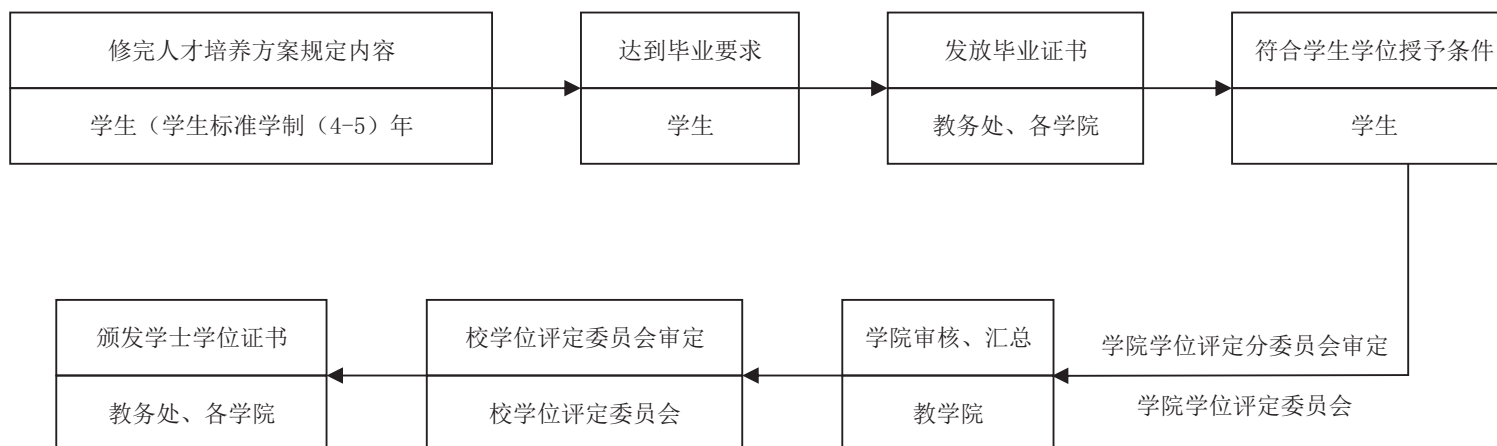 修完人才培养方案规定内容
学生（学生标准学制（4-5）年
达到毕业要求
学生
发放毕业证书
教务处、各学院
符合学生学位授予条件
学生
学院学位评定分委员会审定
学院学位评定委员会
学院审核、汇总
教学院
校学位评定委员会审定
校学位评定委员会
颁发学士学位证书
教务处、各学院